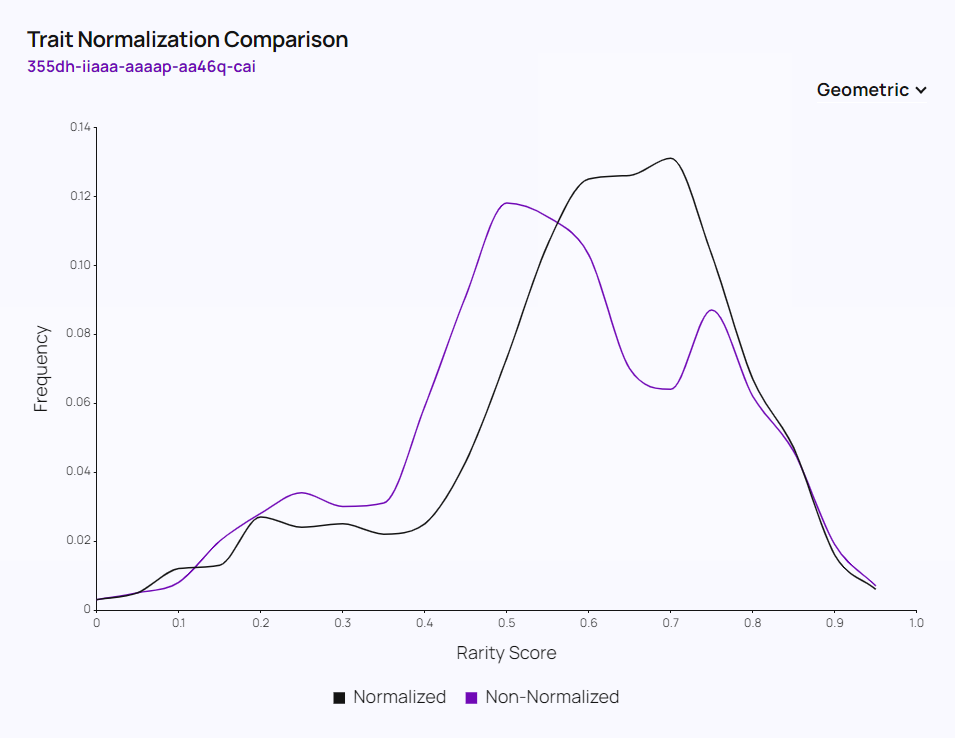 Trait Normalization Comparison
355dh-iiaaa-aaaap-aa46q-cai
Geometric
0.14
0.12
0.10
0.08
0.06
0.04
0.02
0
Frequency
0 0.1 0.2 0.3 0.4 0.5 0.6 0.7 0.8 0.9 1.0
Rarity Score
Normalized Non-Normalized